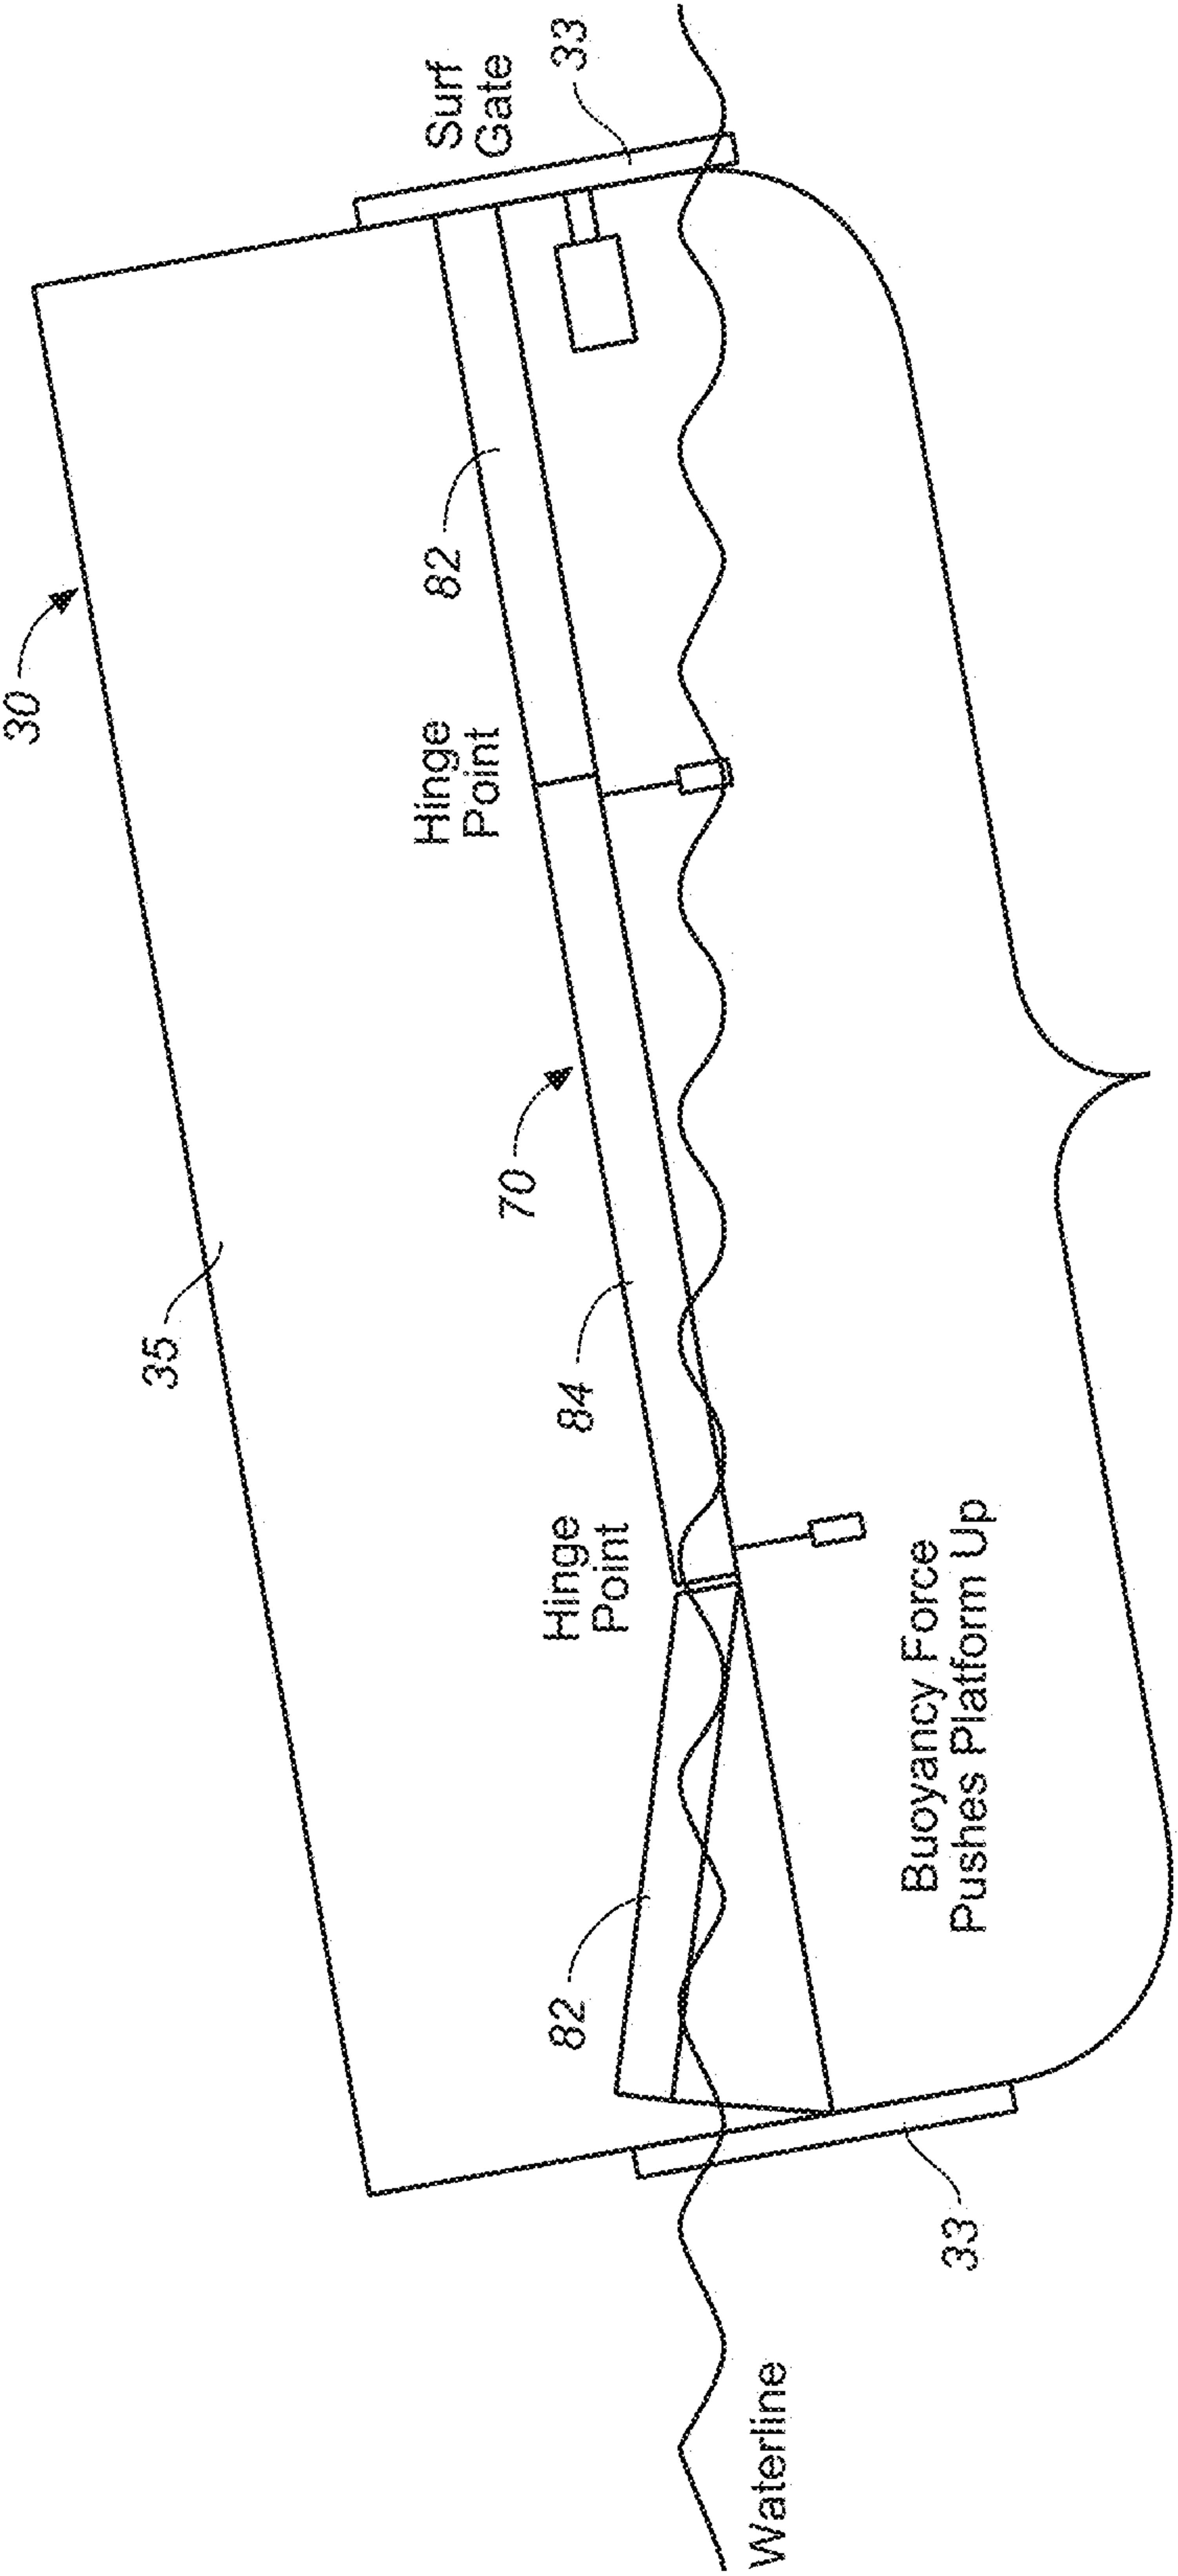 30
35
Surf
Gate
33
82
Hinge
Point
70
84
Hinge
Point
82
Buoyancy Force
Pushes Platform Up
33
Waterline